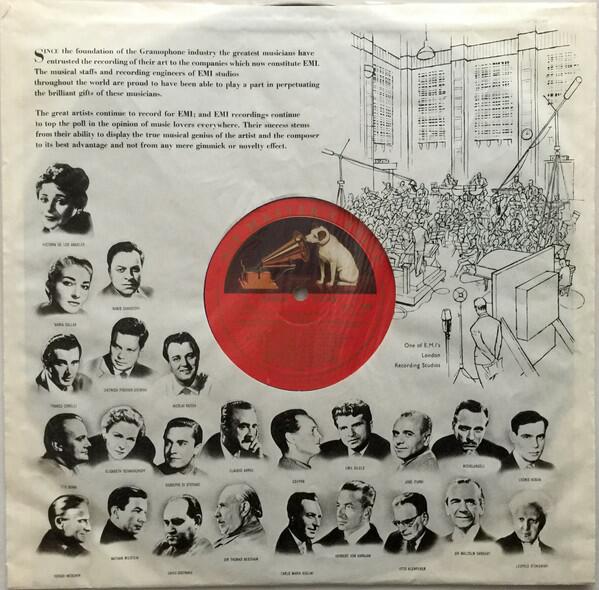 SINCE the foundation of the Gramophone industry the greatest musicians have
entrusted the recording of their art to the companies which now constitute EMI.
The musical staffs and recording engineers of EMI studios
throughout the world are proud to have been able to play a part in perpetuating
the brilliant gifts of these musicians.
The great artists continue to record for EMI; and EMI recordings continue
to top the poll in the opinion of music lovers everywhere. Their success stems
from their ability to display the true musical genius of the artist and the composer
to its best advantage and not from any mere gimmick or novelty effect.
VICTORIA DE LOS ANGELES
MARIA CALLAS
One of E.M.I's
London
Recording Studios
FRANCO CORELLI
DIETRICH FISCHER-DIESKAU
NICOLAI GEDDA
TITO GOBBI
ELISABETH SCHWARZKOPF
GIUSEPPE DI STEFANO
CLAUDIO ARRAU
CZIFFRA
EMIL GILELS
JOSE ITURBI
MICHELANGELI
LEONID KOGAN
YEHUDI MENUHIN
NATHAN MILSTEIN
DAVID OISTRAKH
SIR THOMAS BEECHAM
CARLO MARIA GIULINI
HERBERT VON KARAJAN
OTTO KLEMPERER
SIR MALCOLM SARGENT
LEOPOLD STOKOWSKI